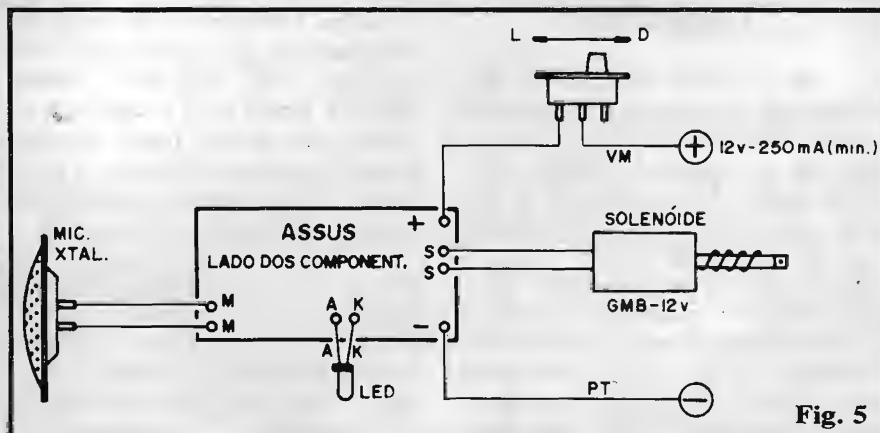 L D
VM
+ 12v-250mA (min.)
MIC.
XTAL.
ASSUS
LADO DOS COMPONENT.
+
S
S
SOLENÓIDE
GMB-12v
M
M
A K
A K
LED
-
PT
-
Fig. 5